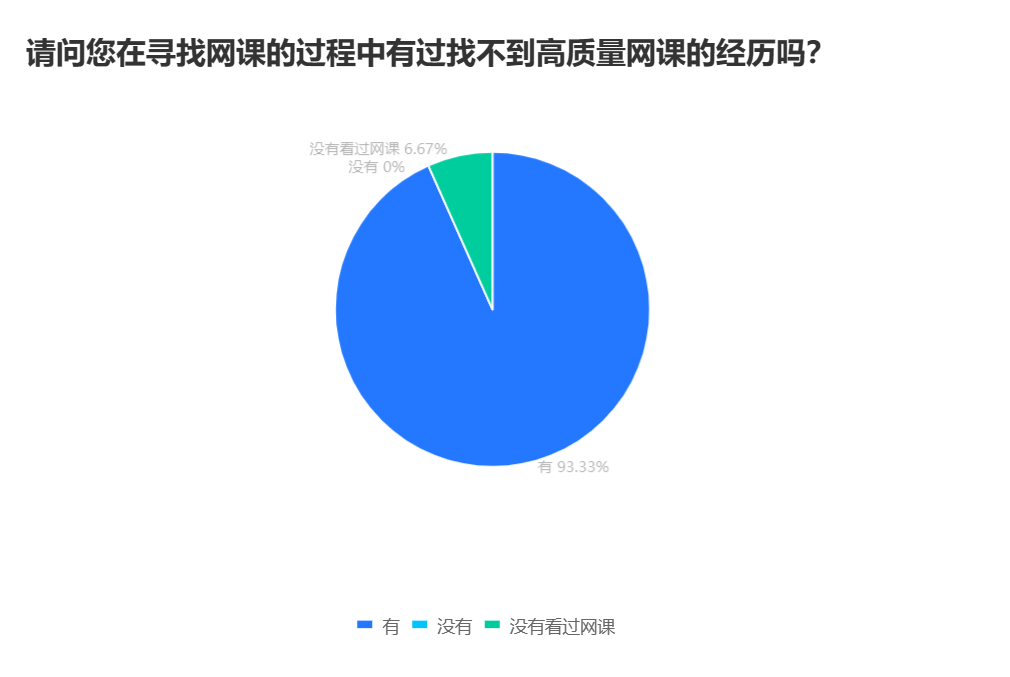 请问您在寻找网课的过程中有过找不到高质量网课的经历吗？
没有看过网课 6.67%
没有 0%
有 93.33%
有 没有 没有看过网课